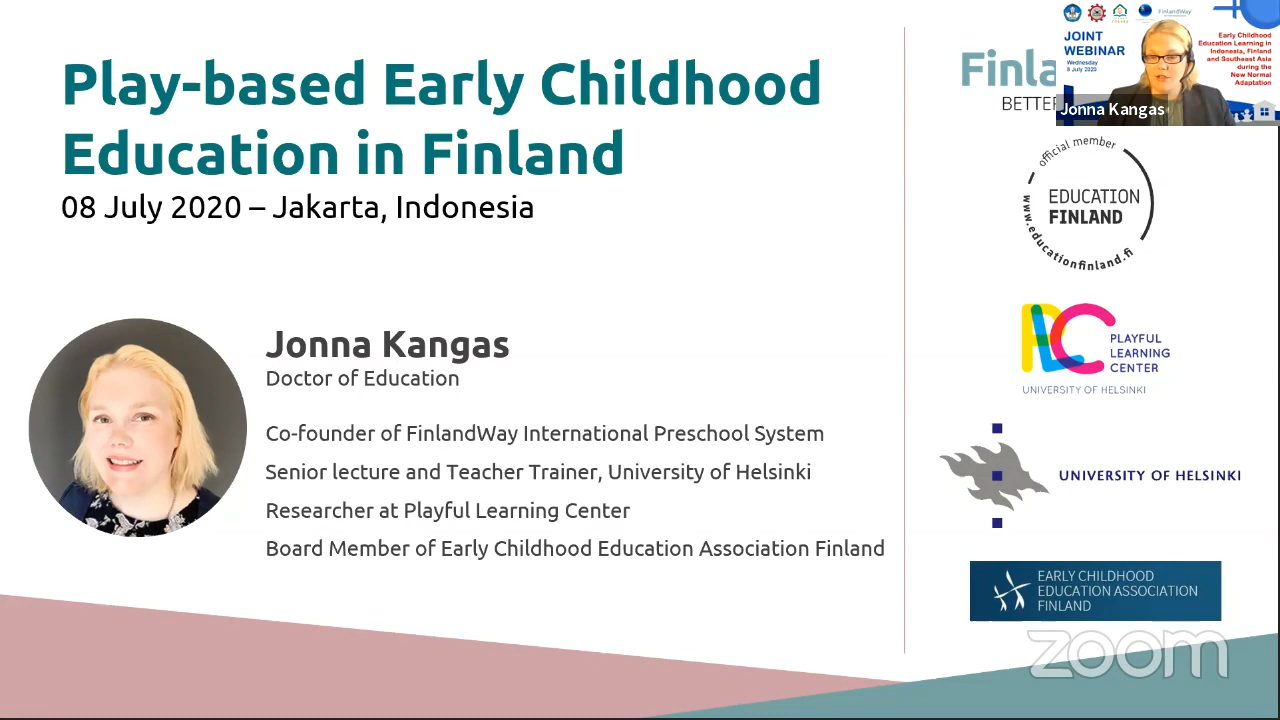 Play-based Early Childhood
Education in Finland
08 July 2020 – Jakarta, Indonesia
Jonna Kangas
Doctor of Education
Co-founder of FinlandWay International Preschool System
Senior lecture and Teacher Trainer, University of Helsinki
Researcher at Playful Learning Center
Board Member of Early Childhood Education Association Finland
Finla
BETTER
FinlandWay
JOINT
WEBINAR
Wednesday
8 July 2020
Early Childhood
Education Learning in
Indonesia, Finland
and Southeast Asia
during the
New Normal
Adaptation
Jonna Kangas
official member
EDUCATION
FINLAND
www.educationfinland.fi
PLC
PLAYFUL
LEARNING
CENTER
UNIVERSITY OF HELSINKI
UNIVERSITY OF HELSINKI
EARLY CHILDHOOD
EDUCATION ASSOCIATION
FINLAND
zoom